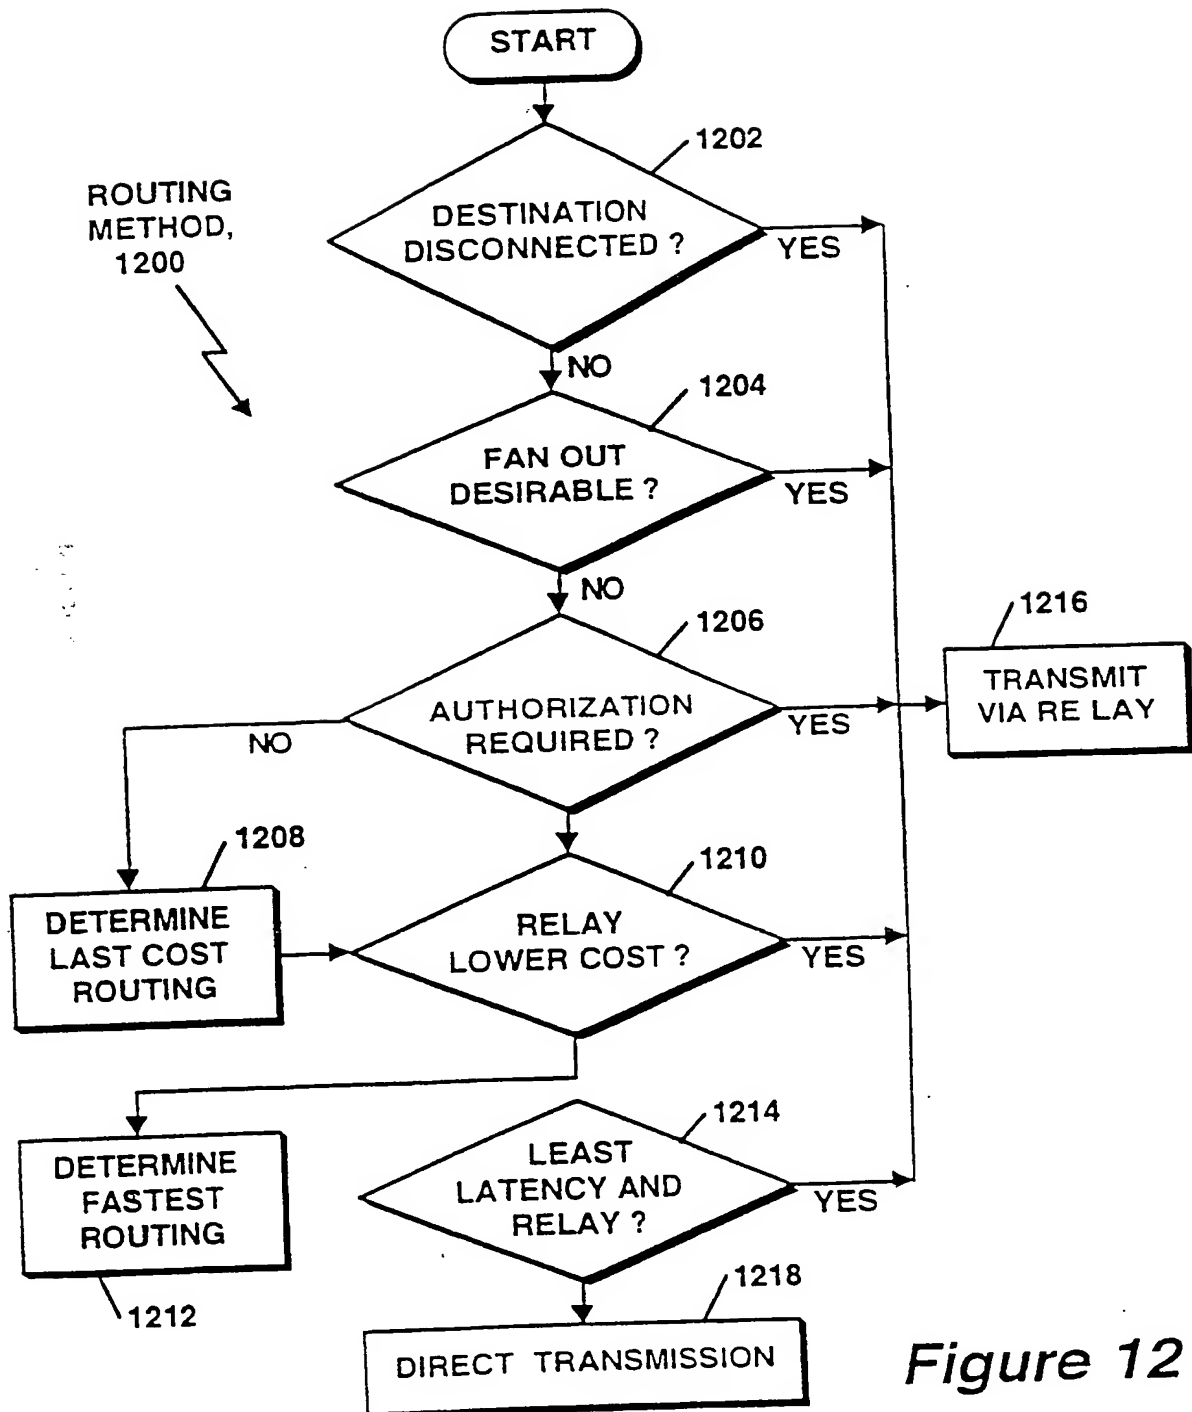 START
1202
ROUTING
METHOD,
1200
DESTINATION
DISCONNECTED ?
YES
NO
1204
FAN OUT
DESIRABLE ?
YES
NO
1206
AUTHORIZATION
REQUIRED ?
YES
NO
1216
TRANSMIT
VIA RE LAY
1208
DETERMINE
LAST COST
ROUTING
1210
RELAY
LOWER COST ?
YES
DETERMINE
FASTEST
ROUTING
1212
1214
LEAST
LATENCY AND
RELAY ?
YES
1218
DIRECT TRANSMISSION
Figure 12